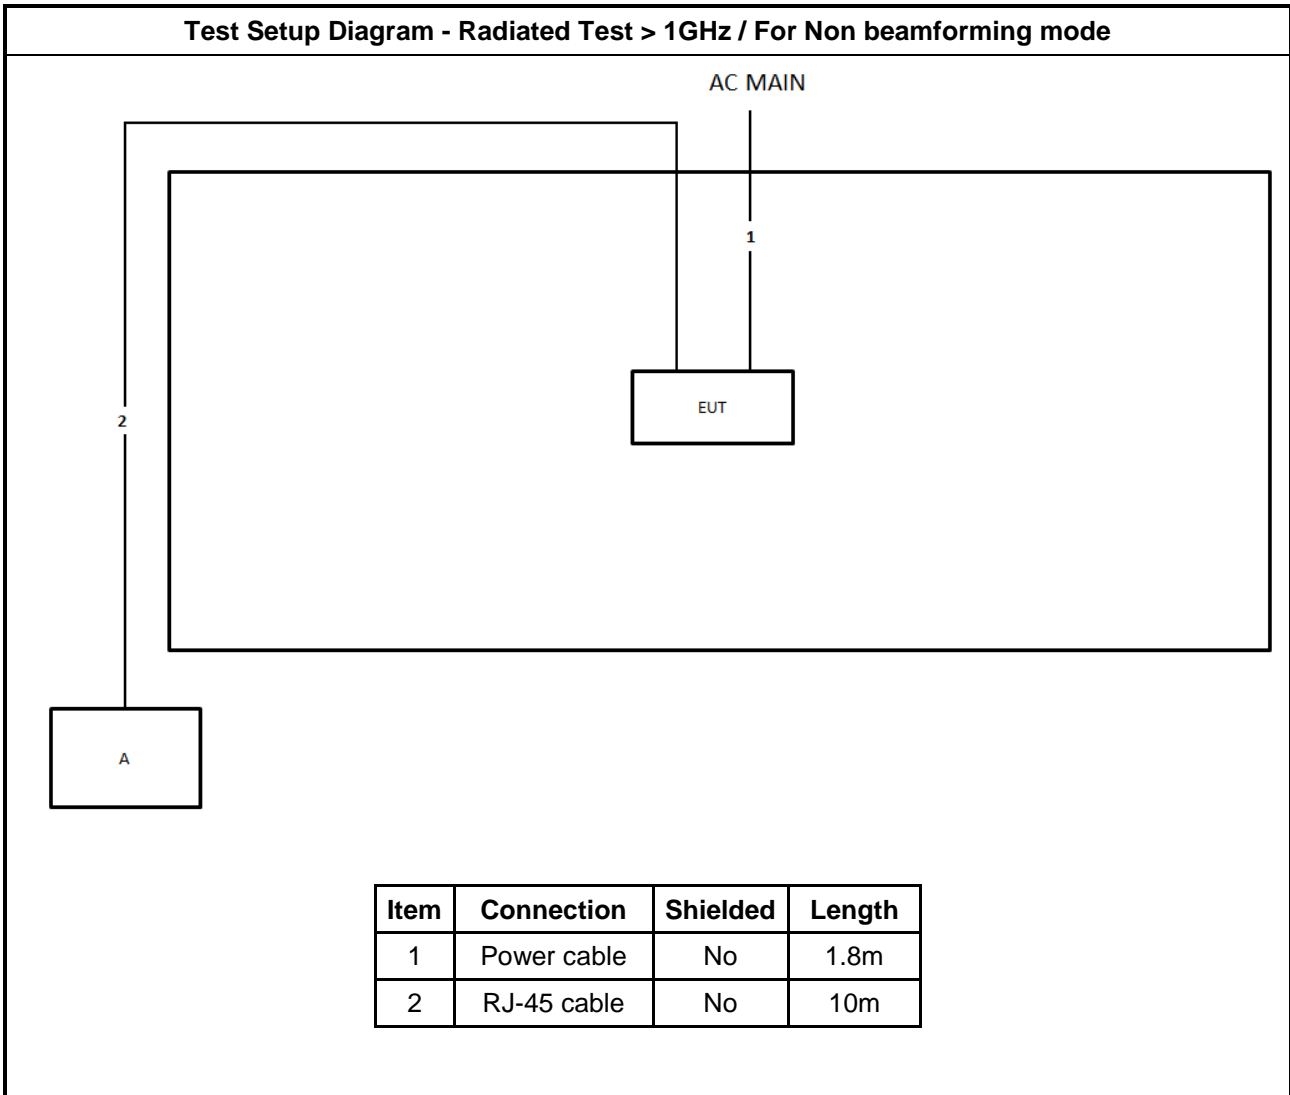 Test Setup Diagram - Radiated Test > 1GHz / For Non beamforming mode
AC MAIN
1
EUT
2
A
Item Connection Shielded Length
1 Power cable No 1.8m
2 RJ-45 cable No 10m